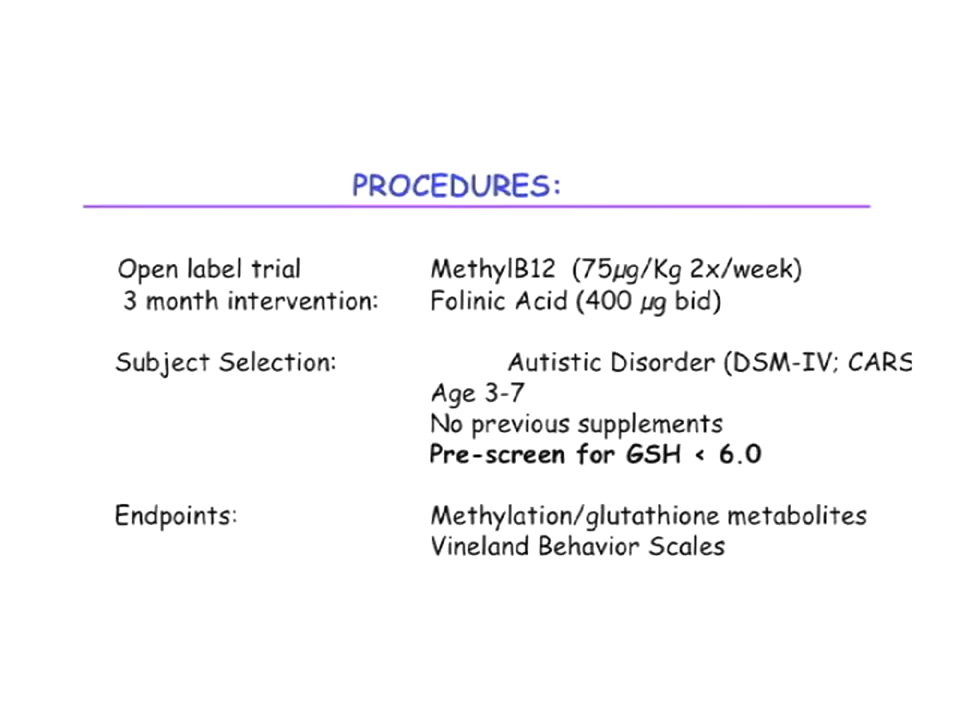 PROCEDURES:
Open label trial MethylB12 (75µg/Kg 2x/week)
3 month intervention: Folinic Acid (400 µg bid)
Subject Selection: Autistic Disorder (DSM-IV; CARS
Age 3-7
No previous supplements
Pre-screen for GSH < 6.0
Endpoints: Methylation/glutathione metabolites
Vineland Behavior Scales